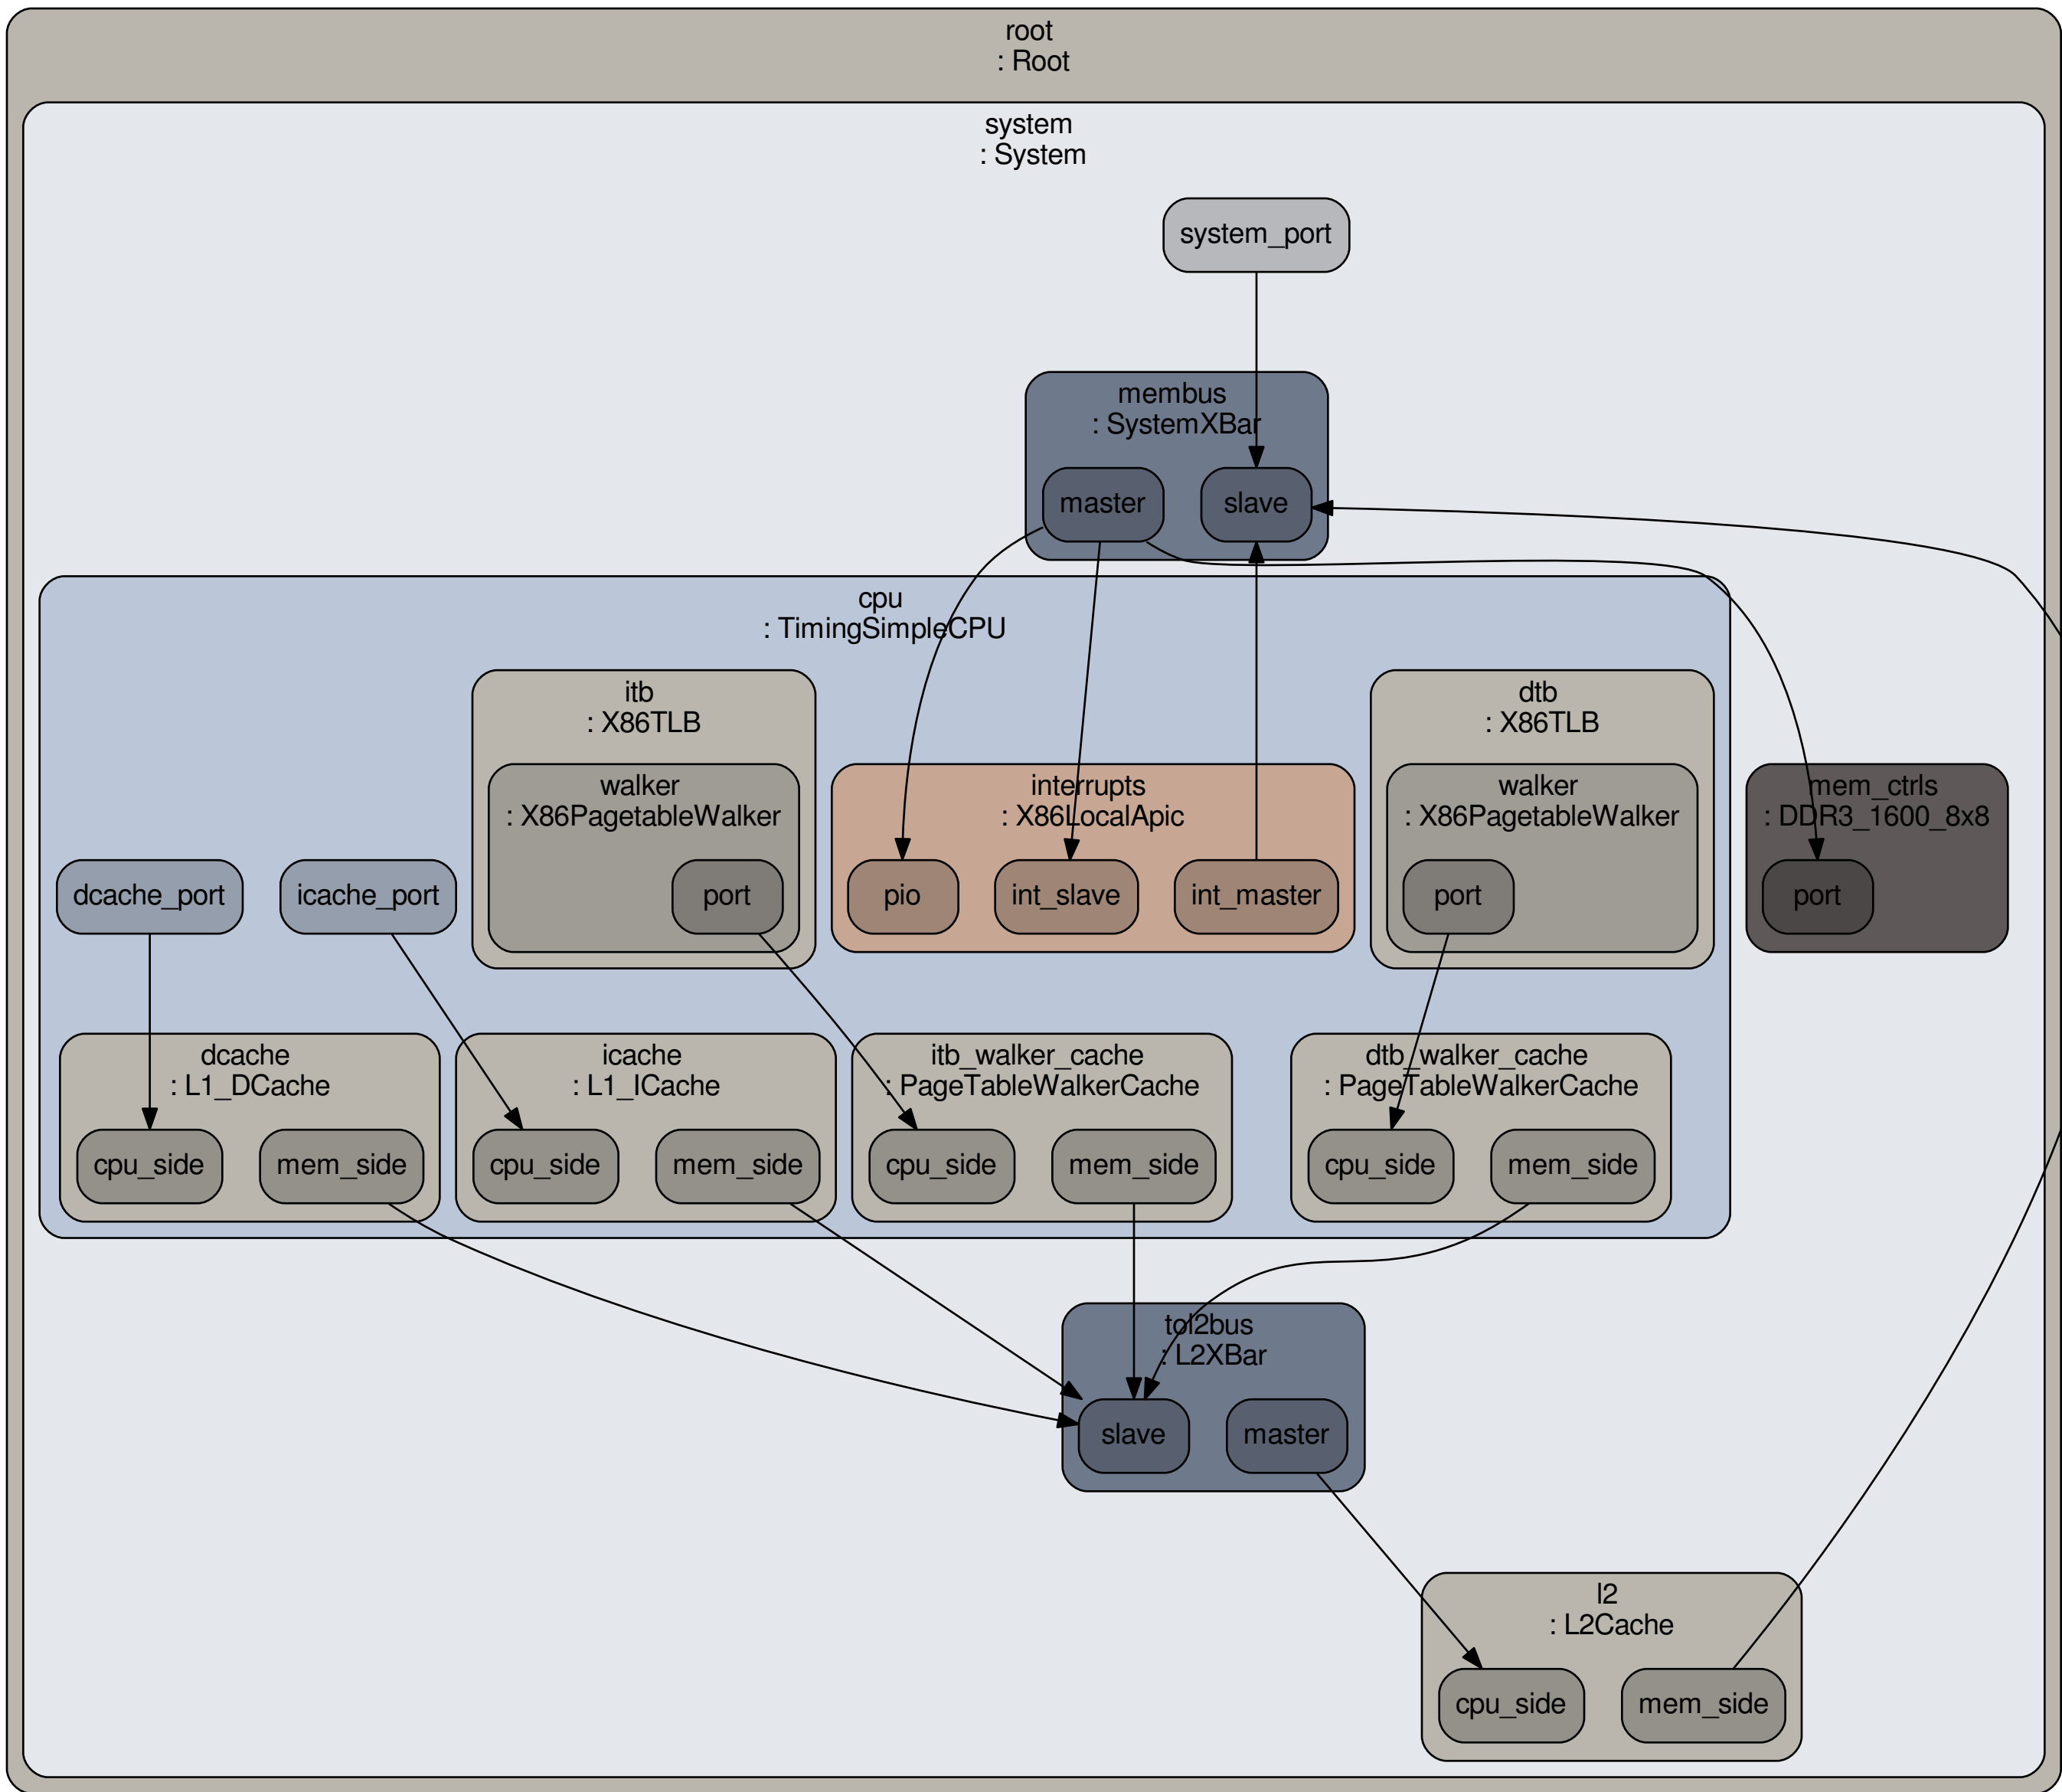 root
: Root
system
: System
system_port
membus
: SystemXBar
master
slave
cpu
: TimingSimpleCPU
itb
: X86TLB
walker
: X86PagetableWalker
port
interrupts
: X86LocalApic
pio
int_slave
int_master
dtb
: X86TLB
walker
: X86PagetableWalker
port
mem_ctrls
: DDR3_1600_8x8
port
dcache_port
icache_port
dcache
: L1_DCache
cpu_side
mem_side
icache
: L1_ICache
cpu_side
mem_side
itb_walker_cache
: PageTableWalkerCache
cpu_side
mem_side
dtb_walker_cache
: PageTableWalkerCache
cpu_side
mem_side
tol2bus
: L2XBar
slave
master
l2
: L2Cache
cpu_side
mem_side